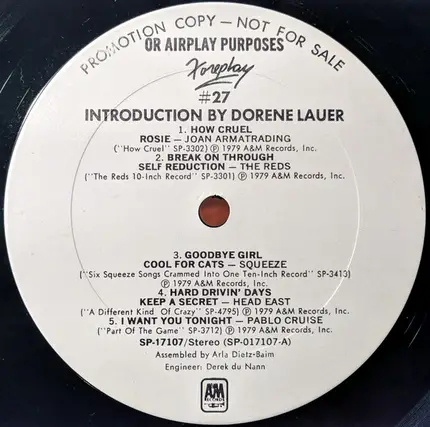 PROMOTION COPY — NOT FOR SALE
OR AIRPLAY PURPOSES
Foreplay
#27
INTRODUCTION BY DORENE LAUER
1. HOW CRUEL
ROSIE — JOAN ARMATRADING
("How Cruel" SP-3302) Ⓟ 1979 A&M Records, Inc.
2. BREAK ON THROUGH
SELF REDUCTION — THE REDS
("The Reds 10-Inch Record" SP-3301) Ⓟ 1979 A&M Records, Inc.
3. GOODBYE GIRL
COOL FOR CATS — SQUEEZE
("Six Squeeze Songs Crammed Into One Ten-Inch Record" SP-3413)
Ⓟ 1979 A&M Records, Inc.
4. HARD DRIVIN' DAYS
KEEP A SECRET — HEAD EAST
("A Different Kind Of Crazy" SP-4795) Ⓟ 1979 A&M Records, Inc.
5. I WANT YOU TONIGHT — PABLO CRUISE
("Part Of The Game" SP-3712) Ⓟ 1979 A&M Records, Inc.
SP-17107/Stereo (SP-017107-A)
Assembled by Arla Dietz-Baim
Engineer: Derek du Nann
A&M
RECORDS